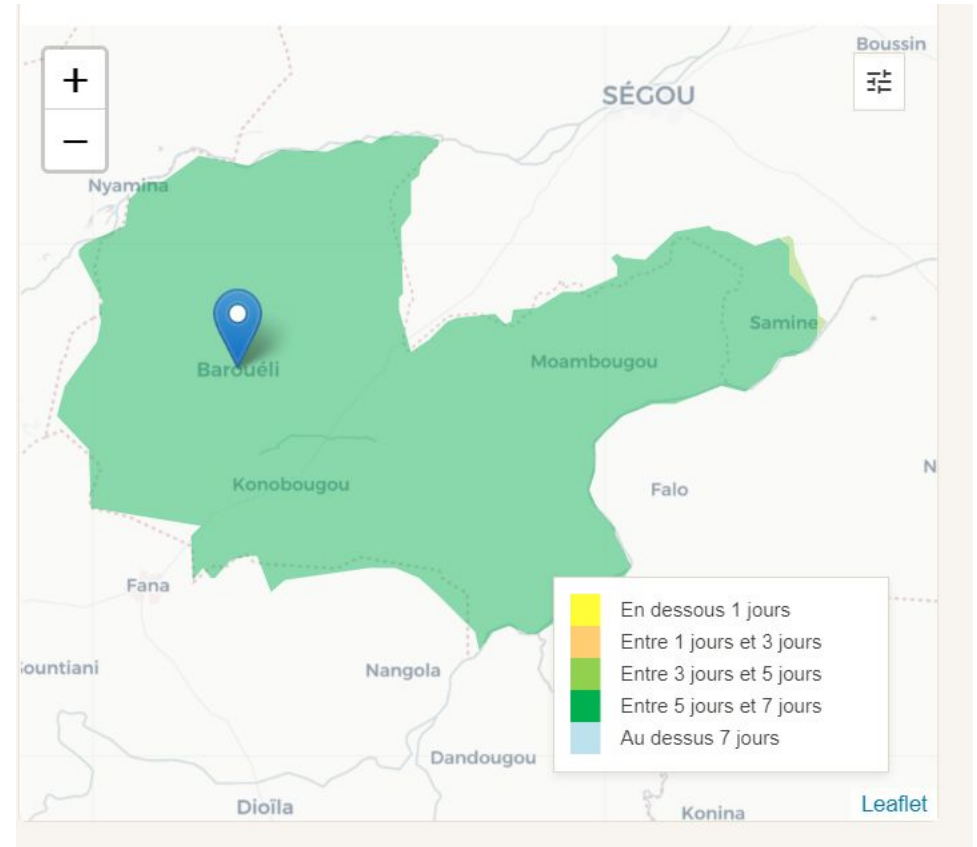 +
Boussin
SÉGOU
−
Nyamina
Samine
Moambougou
Barouéli
N
Konobougou
Falo
Fana
En dessous 1 jours
Entre 1 jours et 3 jours
Entre 3 jours et 5 jours
Entre 5 jours et 7 jours
Au dessus 7 jours
ountiani
Nangola
Dandougou
Dioïla
Konina
Leaflet